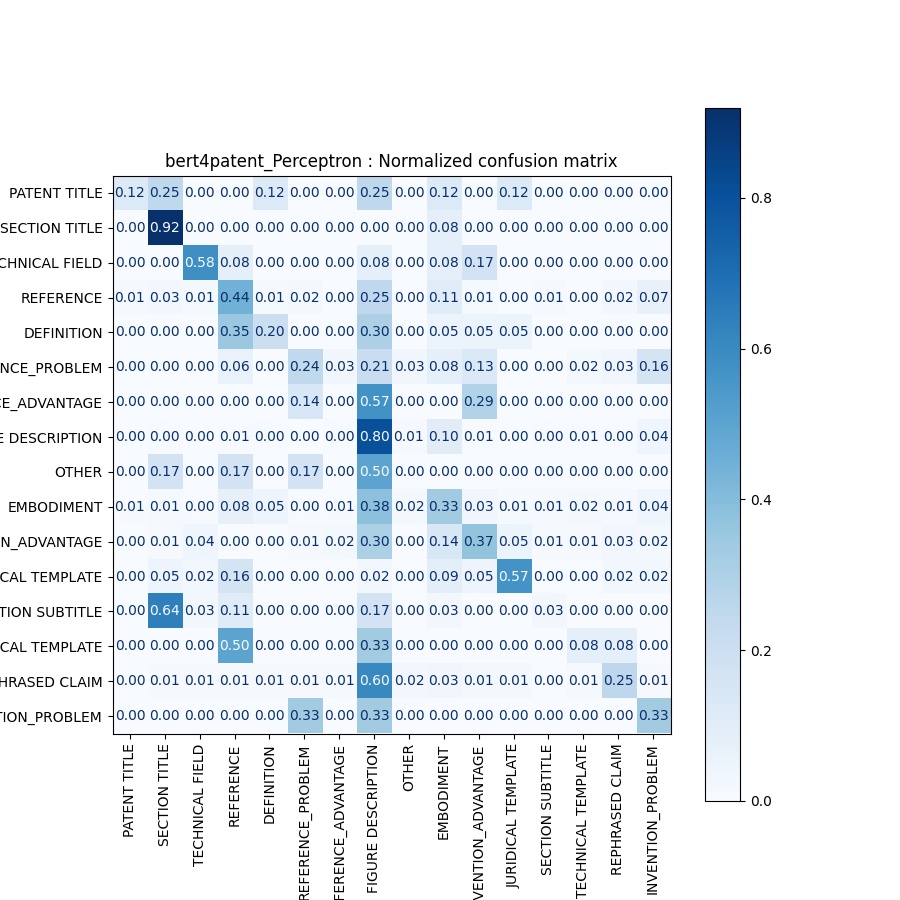 bert4patent_Perceptron : Normalized confusion matrix
PATENT TITLE 0.12 0.25 0.00 0.00 0.12 0.00 0.00 0.25 0.00 0.12 0.00 0.12 0.00 0.00 0.00 0.00
SECTION TITLE 0.00 0.92 0.00 0.00 0.00 0.00 0.00 0.00 0.00 0.08 0.00 0.00 0.00 0.00 0.00 0.00
CHNICAL FIELD 0.00 0.00 0.58 0.08 0.00 0.00 0.00 0.08 0.00 0.08 0.17 0.00 0.00 0.00 0.00 0.00
REFERENCE 0.01 0.03 0.01 0.44 0.01 0.02 0.00 0.25 0.00 0.11 0.01 0.00 0.01 0.00 0.02 0.07
DEFINITION 0.00 0.00 0.00 0.35 0.20 0.00 0.00 0.30 0.00 0.05 0.05 0.05 0.00 0.00 0.00 0.00
NCE_PROBLEM 0.00 0.00 0.00 0.06 0.00 0.24 0.03 0.21 0.03 0.08 0.13 0.00 0.00 0.02 0.03 0.16
CE_ADVANTAGE 0.00 0.00 0.00 0.00 0.00 0.14 0.00 0.57 0.00 0.00 0.29 0.00 0.00 0.00 0.00 0.00
E DESCRIPTION 0.00 0.00 0.00 0.01 0.00 0.00 0.00 0.80 0.01 0.10 0.01 0.00 0.00 0.01 0.00 0.04
OTHER 0.00 0.17 0.00 0.17 0.00 0.17 0.00 0.50 0.00 0.00 0.00 0.00 0.00 0.00 0.00 0.00
EMBODIMENT 0.01 0.01 0.00 0.08 0.05 0.00 0.01 0.38 0.02 0.33 0.03 0.01 0.01 0.02 0.01 0.04
N_ADVANTAGE 0.00 0.01 0.04 0.00 0.00 0.01 0.02 0.30 0.00 0.14 0.37 0.05 0.01 0.01 0.03 0.02
CAL TEMPLATE 0.00 0.05 0.02 0.16 0.00 0.00 0.00 0.02 0.00 0.09 0.05 0.57 0.00 0.00 0.02 0.02
TION SUBTITLE 0.00 0.64 0.03 0.11 0.00 0.00 0.00 0.17 0.00 0.03 0.00 0.00 0.03 0.00 0.00 0.00
CAL TEMPLATE 0.00 0.00 0.00 0.50 0.00 0.00 0.00 0.33 0.00 0.00 0.00 0.00 0.00 0.08 0.08 0.00
HRASED CLAIM 0.00 0.01 0.01 0.01 0.01 0.01 0.01 0.60 0.02 0.03 0.01 0.01 0.00 0.01 0.25 0.01
TION_PROBLEM 0.00 0.00 0.00 0.00 0.00 0.33 0.00 0.33 0.00 0.00 0.00 0.00 0.00 0.00 0.00 0.33
PATENT TITLE
SECTION TITLE
TECHNICAL FIELD
REFERENCE
DEFINITION
REFERENCE_PROBLEM
FERENCE_ADVANTAGE
FIGURE DESCRIPTION
OTHER
EMBODIMENT
VENTION_ADVANTAGE
JURIDICAL TEMPLATE
SECTION SUBTITLE
TECHNICAL TEMPLATE
REPHRASED CLAIM
INVENTION_PROBLEM
0.8
0.6
0.4
0.2
0.0